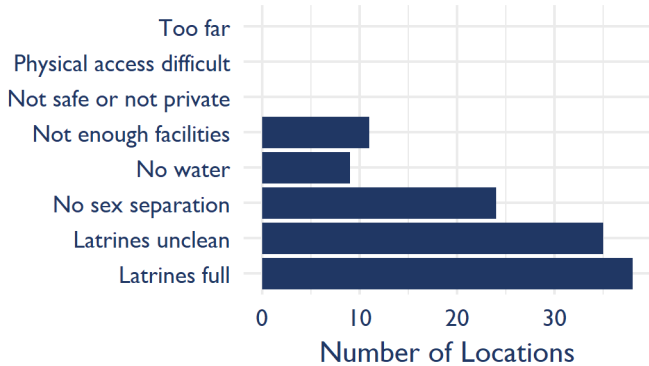 Too far
Physical access difficult
Not safe or not private
Not enough facilities
No water
No sex separation
Latrines unclean
Latrines full
0 10 20 30
Number of Locations